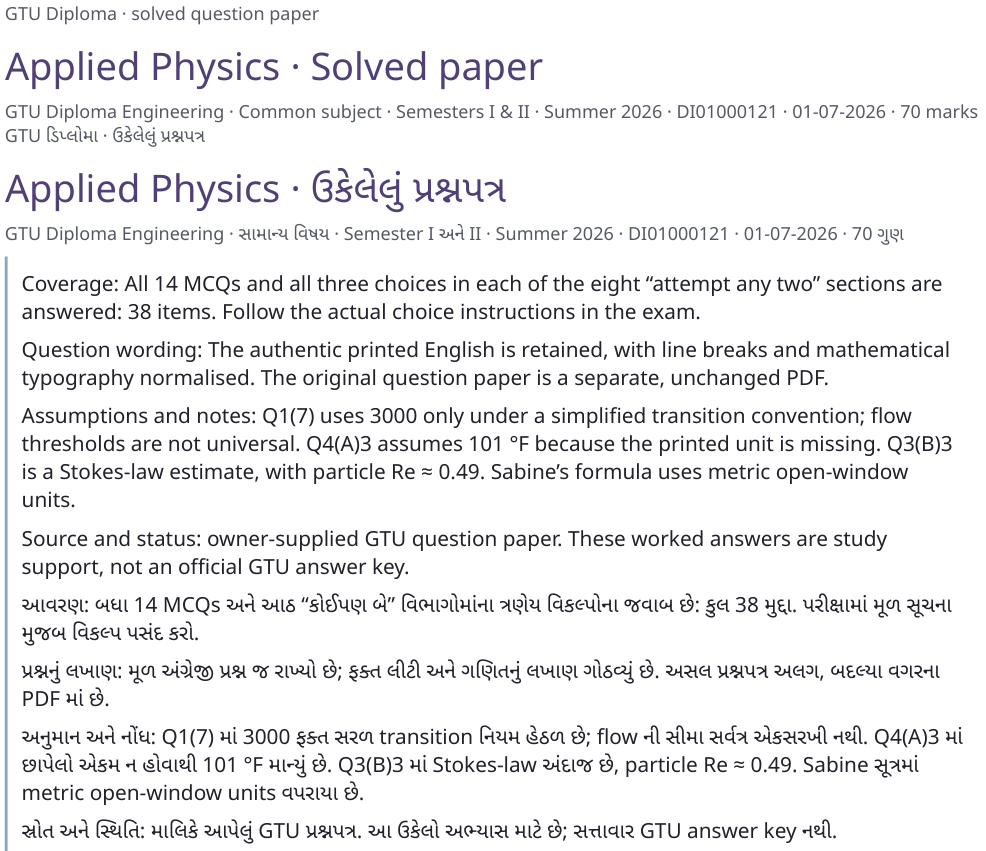 GTU Diploma · solved question paper
Applied Physics · Solved paper
GTU Diploma Engineering · Common subject · Semesters I & II · Summer 2026 · DI01000121 · 01-07-2026 · 70 marks
GTU ડિપ્લોમા · ઉકેલેલું પ્રશ્નપત્ર
Applied Physics · ઉકેલેલું પ્રશ્નપત્ર
GTU Diploma Engineering · સામાન્ય વિષય · Semester I અને II · Summer 2026 · DI01000121 · 01-07-2026 · 70 ગુણ
Coverage: All 14 MCQs and all three choices in each of the eight “attempt any two” sections are
answered: 38 items. Follow the actual choice instructions in the exam.
Question wording: The authentic printed English is retained, with line breaks and mathematical
typography normalised. The original question paper is a separate, unchanged PDF.
Assumptions and notes: Q1(7) uses 3000 only under a simplified transition convention; flow
thresholds are not universal. Q4(A)3 assumes 101 °F because the printed unit is missing. Q3(B)3
is a Stokes-law estimate, with particle Re ≈ 0.49. Sabine’s formula uses metric open-window
units.
Source and status: owner-supplied GTU question paper. These worked answers are study
support, not an official GTU answer key.
આવરણ: બધા 14 MCQs અને આઠ “કોઈપણ બે” વિભાગોમાંના ત્રણેય વિકલ્પોના જવાબ છે: કુલ 38 મુદ્દા. પરીક્ષામાં મૂળ સૂચના
મુજબ વિકલ્પ પસંદ કરો.
પ્રશ્નનું લખાણ: મૂળ અંગ્રેજી પ્રશ્ન જ રાખ્યો છે; ફક્ત લીટી અને ગણિતનું લખાણ ગોઠવ્યું છે. અસલ પ્રશ્નપત્ર અલગ, બદલ્યા વગરના
PDF માં છે.
અનુમાન અને નોંધ: Q1(7) માં 3000 ફક્ત સરળ transition નિયમ હેઠળ છે; flow ની સીમા સર્વત્ર એકસરખી નથી. Q4(A)3 માં
છાપેલો એકમ ન હોવાથી 101 °F માન્યું છે. Q3(B)3 માં Stokes-law અંદાજ છે, particle Re ≈ 0.49. Sabine સૂત્રમાં
metric open-window units વપરાયા છે.
સ્રોત અને સ્થિતિ: માલિકે આપેલું GTU પ્રશ્નપત્ર. આ ઉકેલો અભ્યાસ માટે છે; સત્તાવાર GTU answer key નથી.